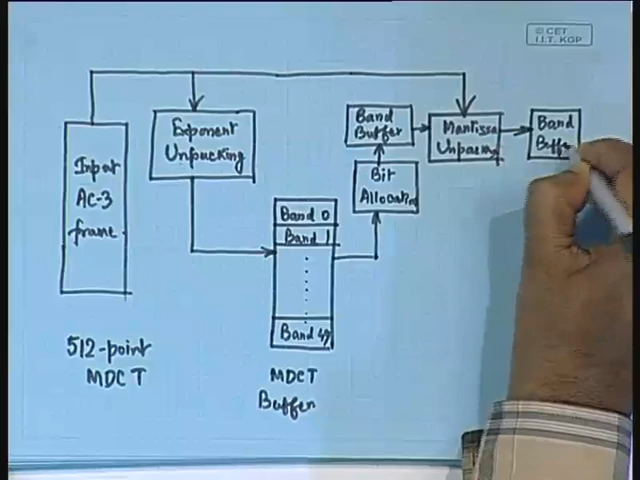 © CET
I.I.T. KGP
Input
AC-3
frame
Exponent
Unpacking
Band
Buffer
Mantissa
Unpacking
Band
Bit
Allocation
Band 0
Band 1
Band 49
512-point
MDCT
MDCT
Buffer